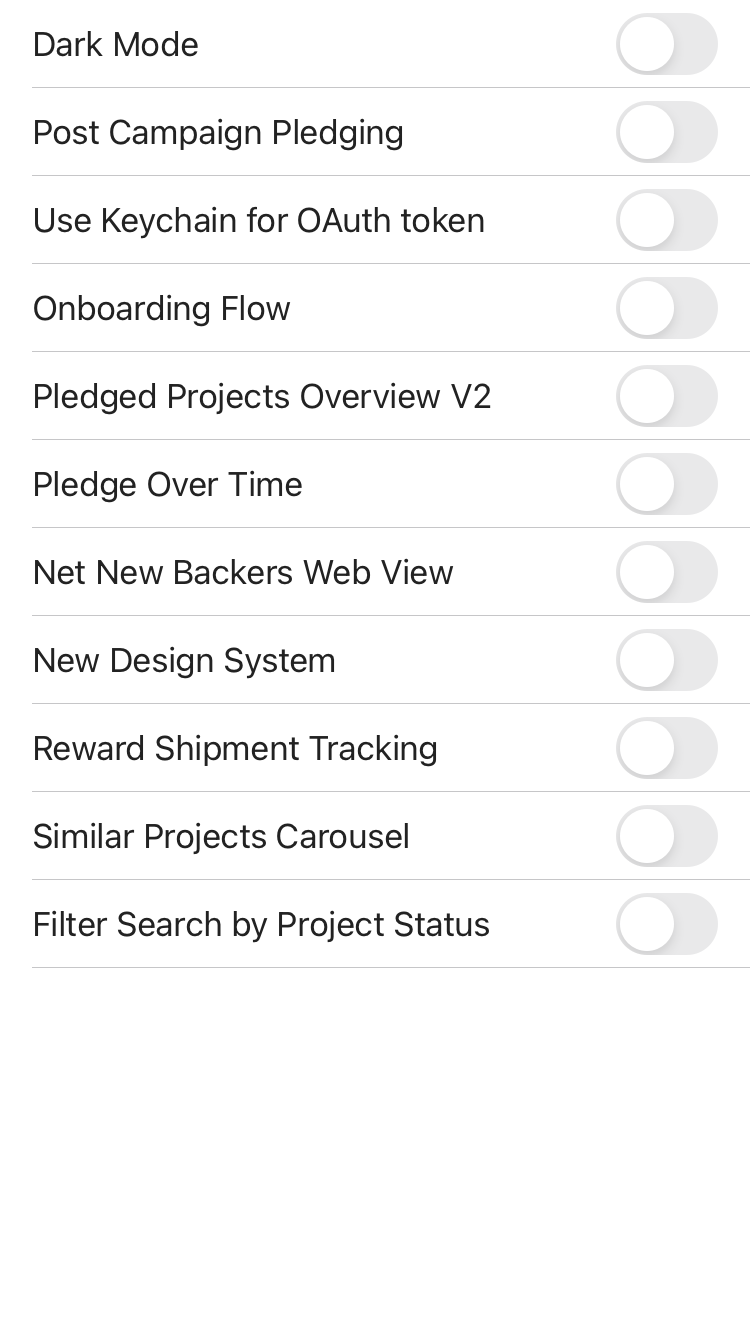 Dark Mode
Post Campaign Pledging
Use Keychain for OAuth token
Onboarding Flow
Pledged Projects Overview V2
Pledge Over Time
Net New Backers Web View
New Design System
Reward Shipment Tracking
Similar Projects Carousel
Filter Search by Project Status